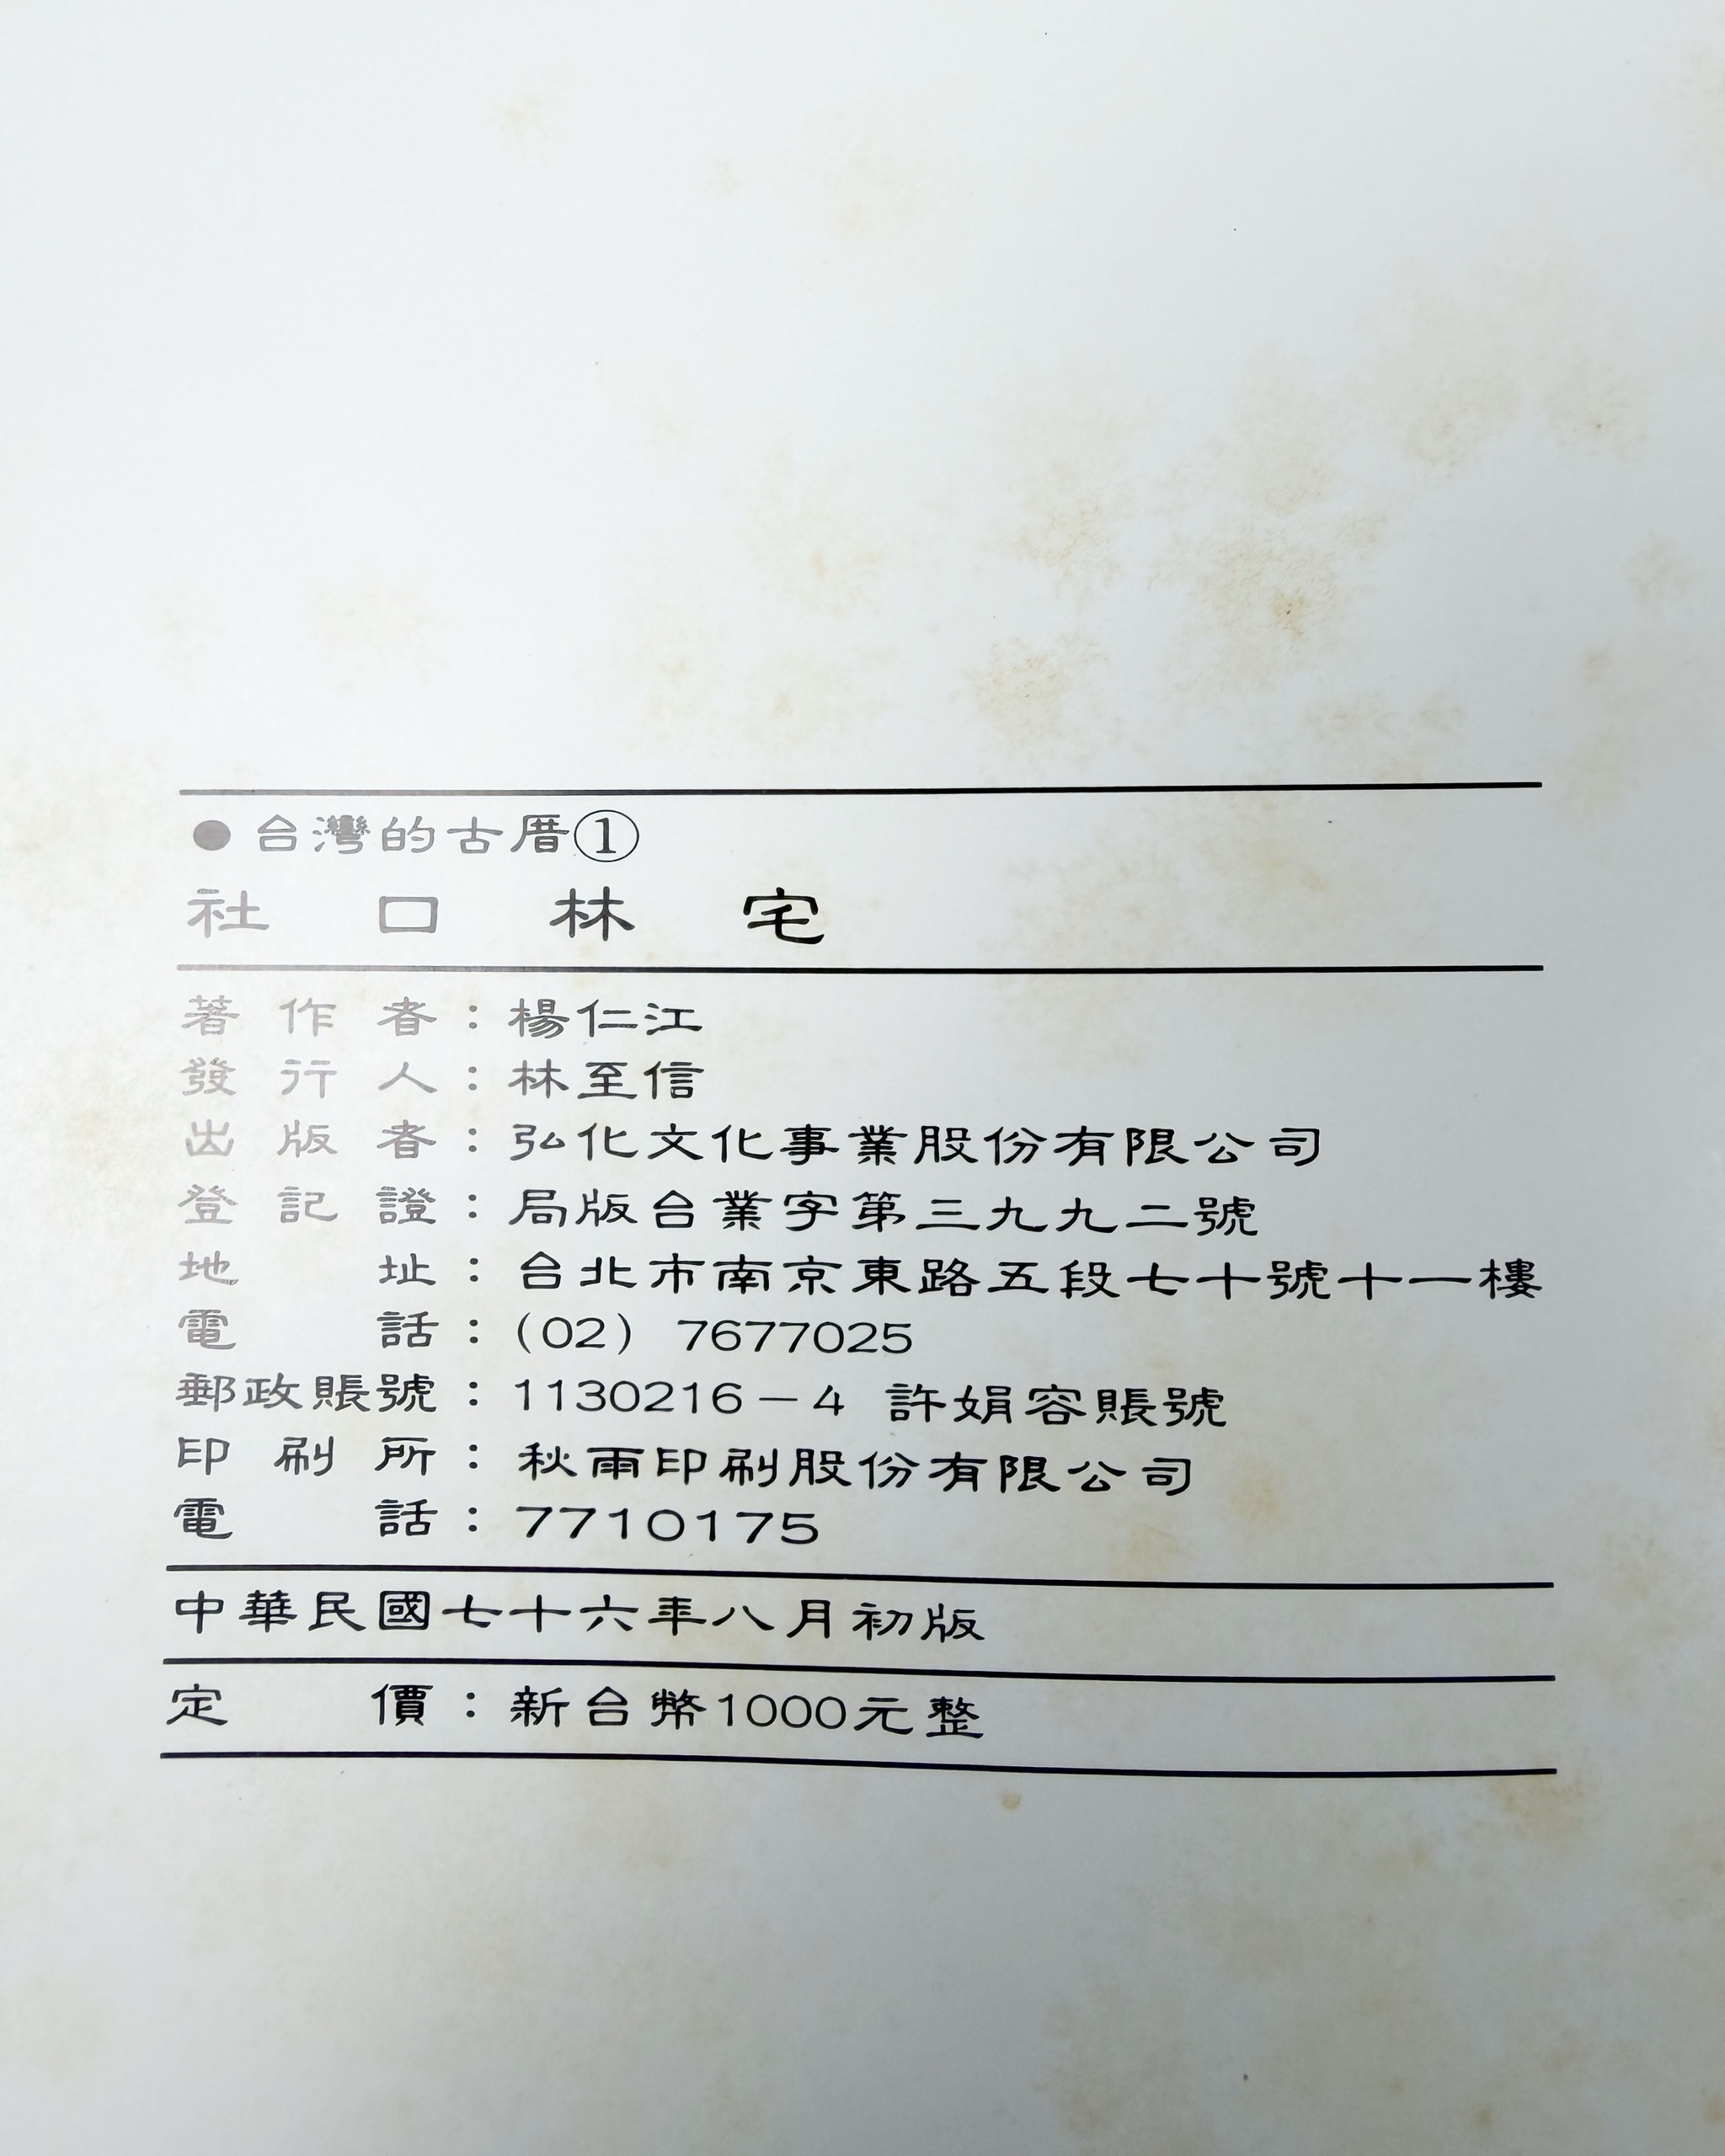 ●台灣的古厝①
社口林宅
著作者：楊仁江
發行人：林至信
出版者：弘化文化事業股份有限公司
登記證：局版台業字第三九九二號
地址：台北市南京東路五段七十號十一樓
電話：(02) 7677025
郵政賬號：1130216－4 許娟容賬號
印刷所：秋雨印刷股份有限公司
電話：7710175
中華民國七十六年八月初版
定價：新台幣1000元整